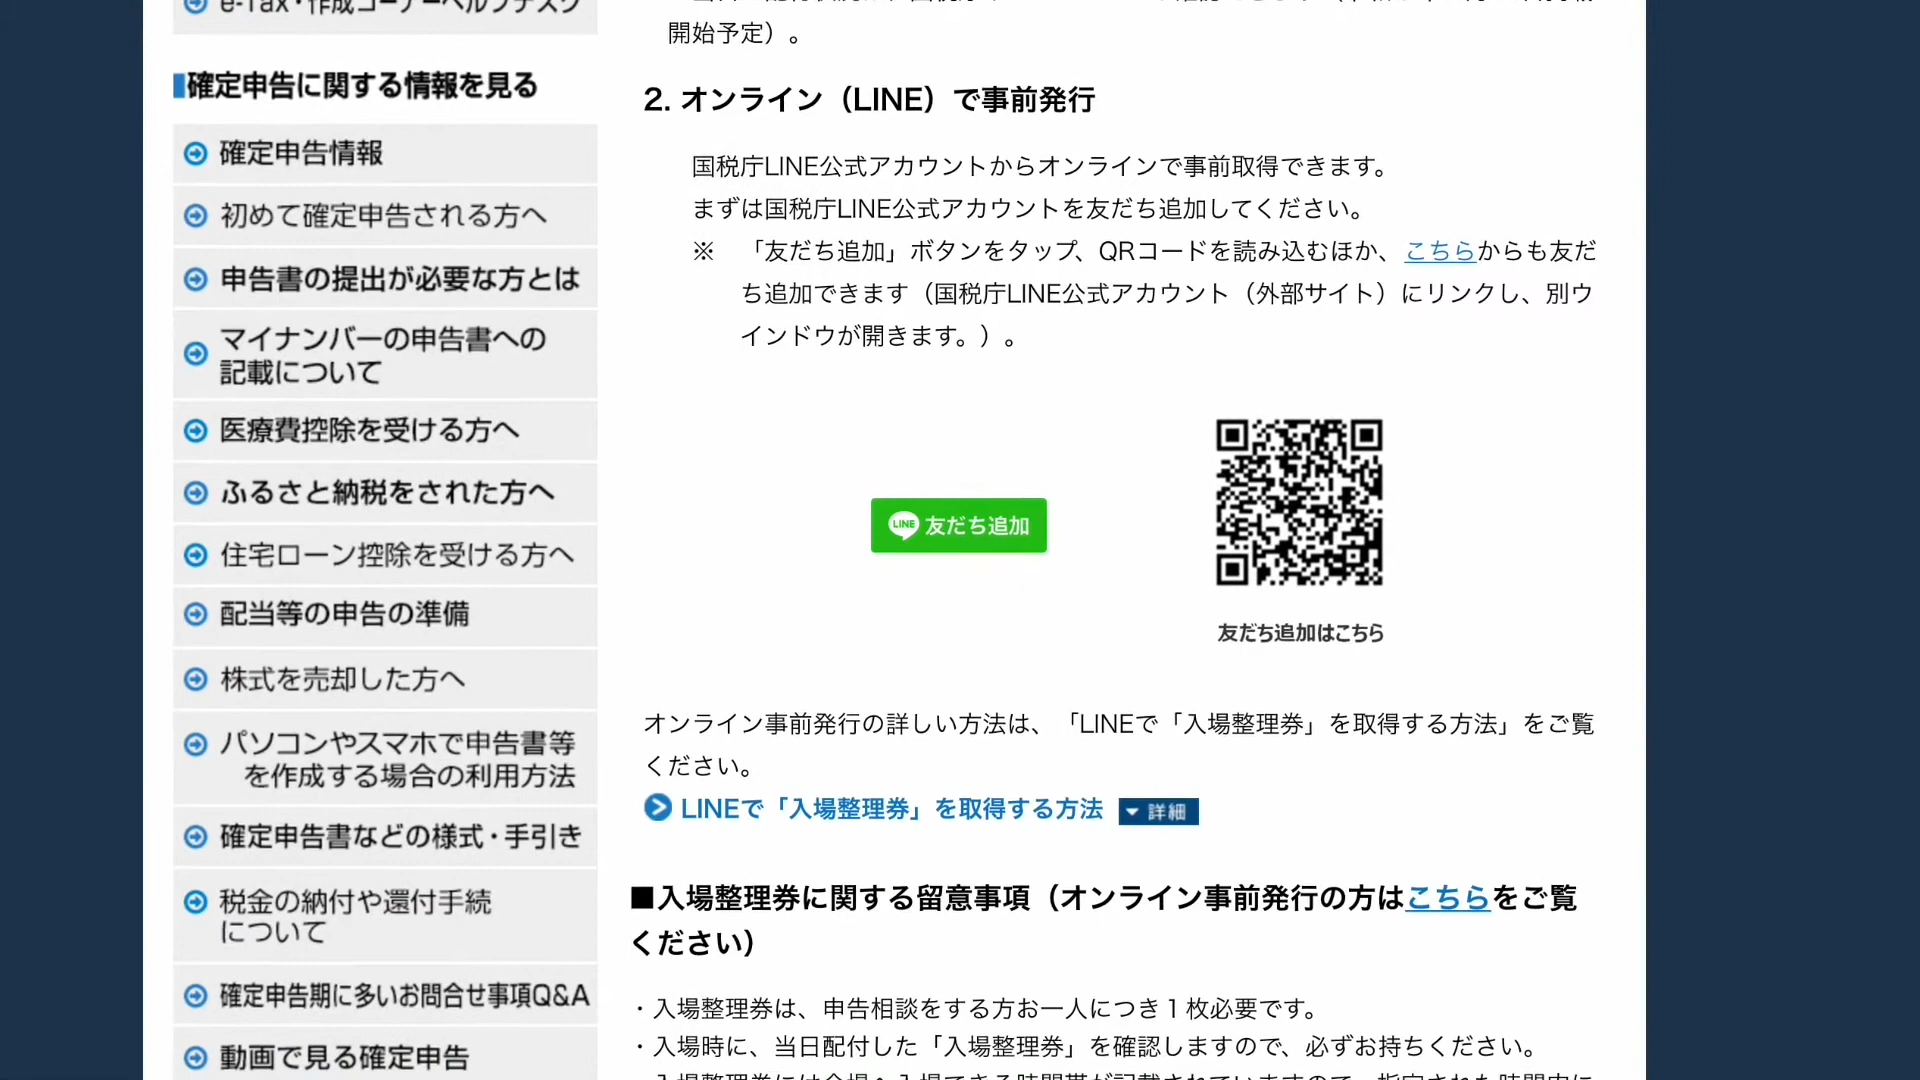 e-Tax・作成コーナーヘルプデスク
確定申告に関する情報を見る
確定申告情報
初めて確定申告される方へ
申告書の提出が必要な方とは
マイナンバーの申告書への
記載について
医療費控除を受ける方へ
ふるさと納税をされた方へ
住宅ローン控除を受ける方へ
配当等の申告の準備
株式を売却した方へ
パソコンやスマホで申告書等
を作成する場合の利用方法
確定申告書などの様式・手引き
税金の納付や還付手続
について
確定申告期に多いお問合せ事項Q&A
動画で見る確定申告
開始予定）。
2. オンライン（LINE）で事前発行
国税庁LINE公式アカウントからオンラインで事前取得できます。
まずは国税庁LINE公式アカウントを友だち追加してください。
※ 「友だち追加」ボタンをタップ、QRコードを読み込むほか、こちらからも友だ
ち追加できます（国税庁LINE公式アカウント（外部サイト）にリンクし、別ウ
インドウが開きます。）。
LINE 友だち追加
友だち追加はこちら
オンライン事前発行の詳しい方法は、「LINEで「入場整理券」を取得する方法」をご覧
ください。
LINEで「入場整理券」を取得する方法 詳細
■入場整理券に関する留意事項（オンライン事前発行の方はこちらをご覧
ください）
・入場整理券は、申告相談をする方お一人につき１枚必要です。
・入場時に、当日配付した「入場整理券」を確認しますので、必ずお持ちください。